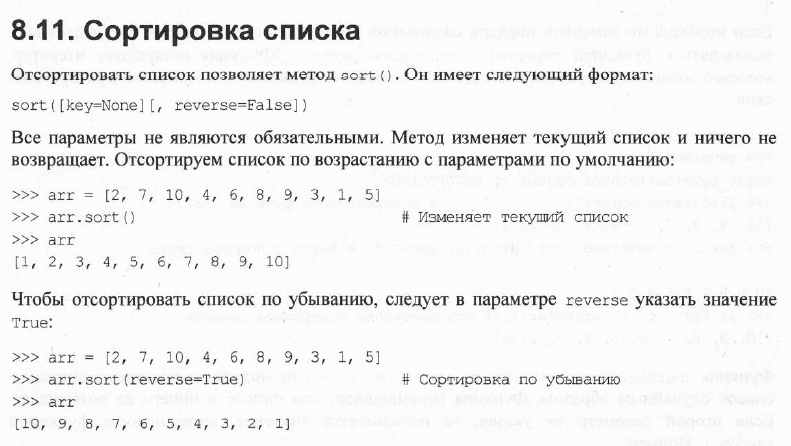 8.11. Сортировка списка
Отсортировать список позволяет метод sort(). Он имеет следующий формат:
sort([key=None][, reverse=False])
Все параметры не являются обязательными. Метод изменяет текущий список и ничего не
возвращает. Отсортируем список по возрастанию с параметрами по умолчанию:
>>> arr = [2, 7, 10, 4, 6, 8, 9, 3, 1, 5]
>>> arr.sort() # Изменяет текущий список
>>> arr
[1, 2, 3, 4, 5, 6, 7, 8, 9, 10]
Чтобы отсортировать список по убыванию, следует в параметре reverse указать значение
True:
>>> arr = [2, 7, 10, 4, 6, 8, 9, 3, 1, 5]
>>> arr.sort(reverse=True) # Сортировка по убыванию
>>> arr
[10, 9, 8, 7, 6, 5, 4, 3, 2, 1]